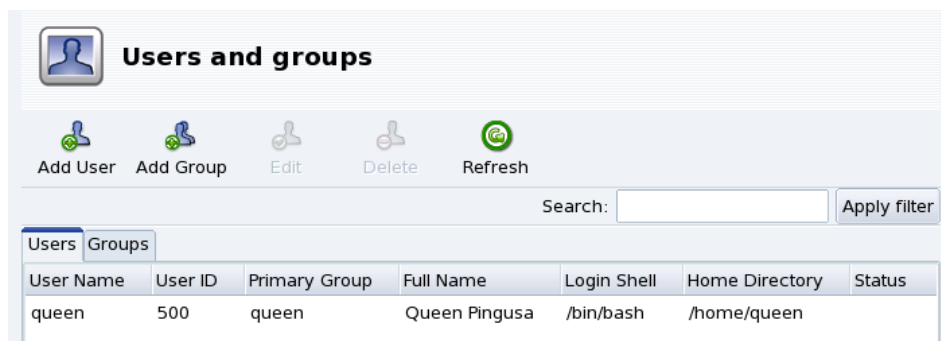 Users and groups
Add User Add Group Edit Delete Refresh
Search: Apply filter
Users Groups
User Name User ID Primary Group Full Name Login Shell Home Directory Status
queen 500 queen Queen Pingusa /bin/bash /home/queen